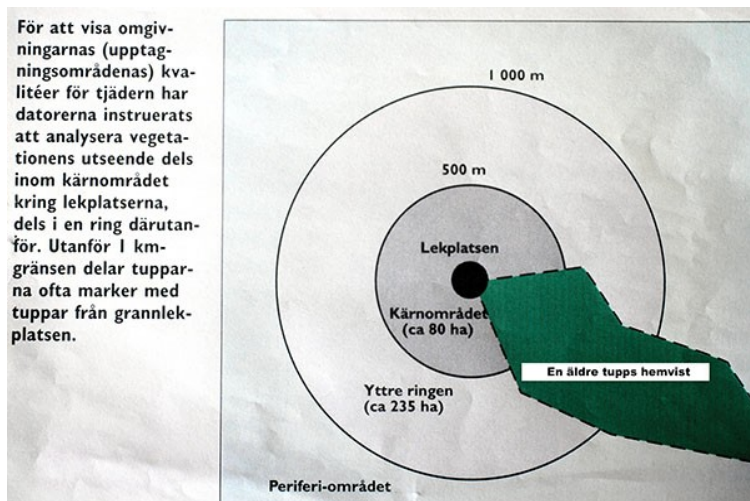 För att visa omgiv-
ningarnas (upptag-
ningsområdenas) kva-
litéer för tjädern har
datorerna instruerats
att analysera vegeta-
tionens utseende dels
inom kärnområdet
kring lekplatserna,
dels i en ring därutan-
för. Utanför 1 km-
gränsen delar tuppar-
na ofta marker med
tuppar från grannlek-
platsen.
1 000 m
500 m
Lekplatsen
Kärnområdet
(ca 80 ha)
En äldre tupps hemvist
Yttre ringen
(ca 235 ha)
Periferi-området